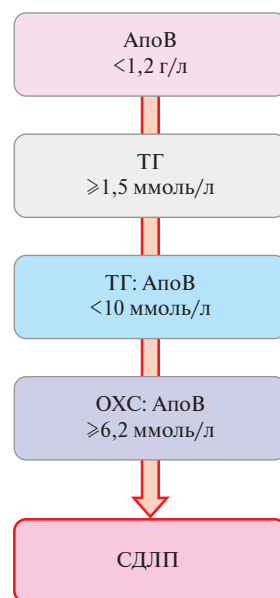 АпоВ
<1,2 г/л
ТГ
⩾1,5 ммоль/л
ТГ: АпоВ
<10 ммоль/л
ОХС: АпоВ
⩾6,2 ммоль/л
СДЛП